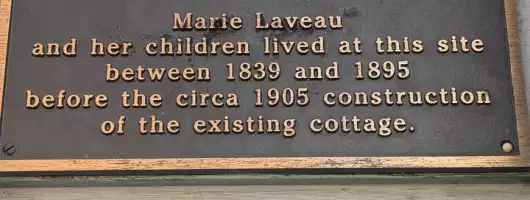 Marie Laveau
and her children lived at this site
between 1839 and 1895
before the circa 1905 construction
of the existing cottage.